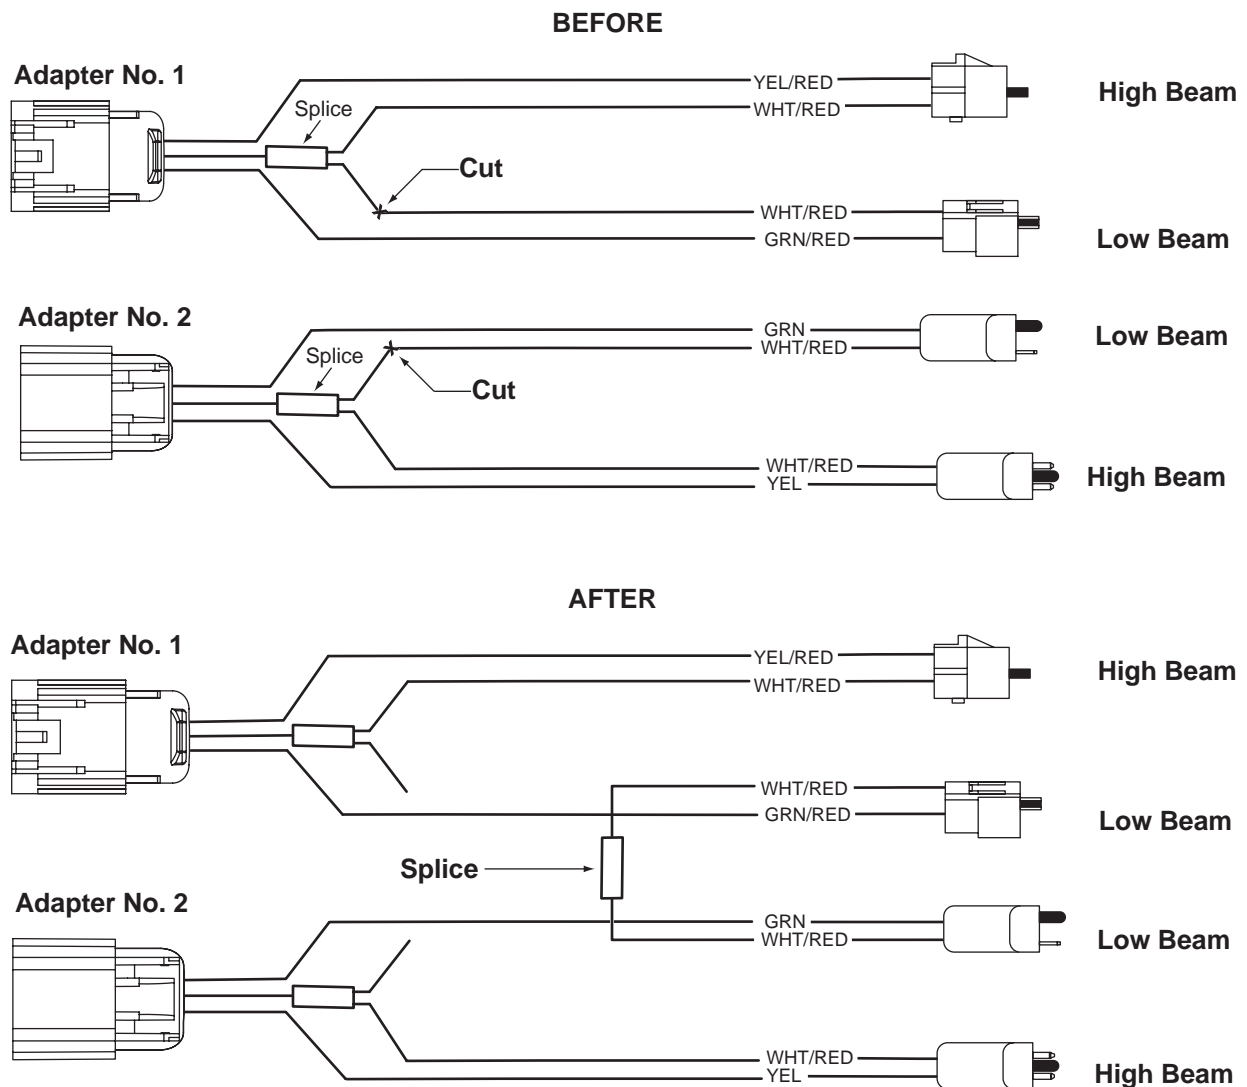 BEFORE
Adapter No. 1
YEL/RED
High Beam
Splice
WHT/RED
Cut
WHT/RED
GRN/RED
Low Beam
Adapter No. 2
GRN
Low Beam
Splice
WHT/RED
Cut
WHT/RED
YEL
High Beam
AFTER
Adapter No. 1
YEL/RED
High Beam
WHT/RED
WHT/RED
GRN/RED
Low Beam
Splice
Adapter No. 2
GRN
WHT/RED
Low Beam
WHT/RED
YEL
High Beam